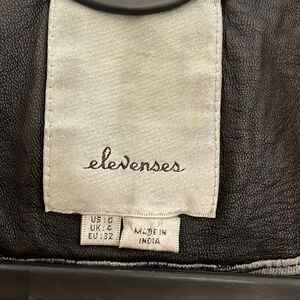 elevenses
US: 0
UK: 4
EU: 32
MADE IN
INDIA